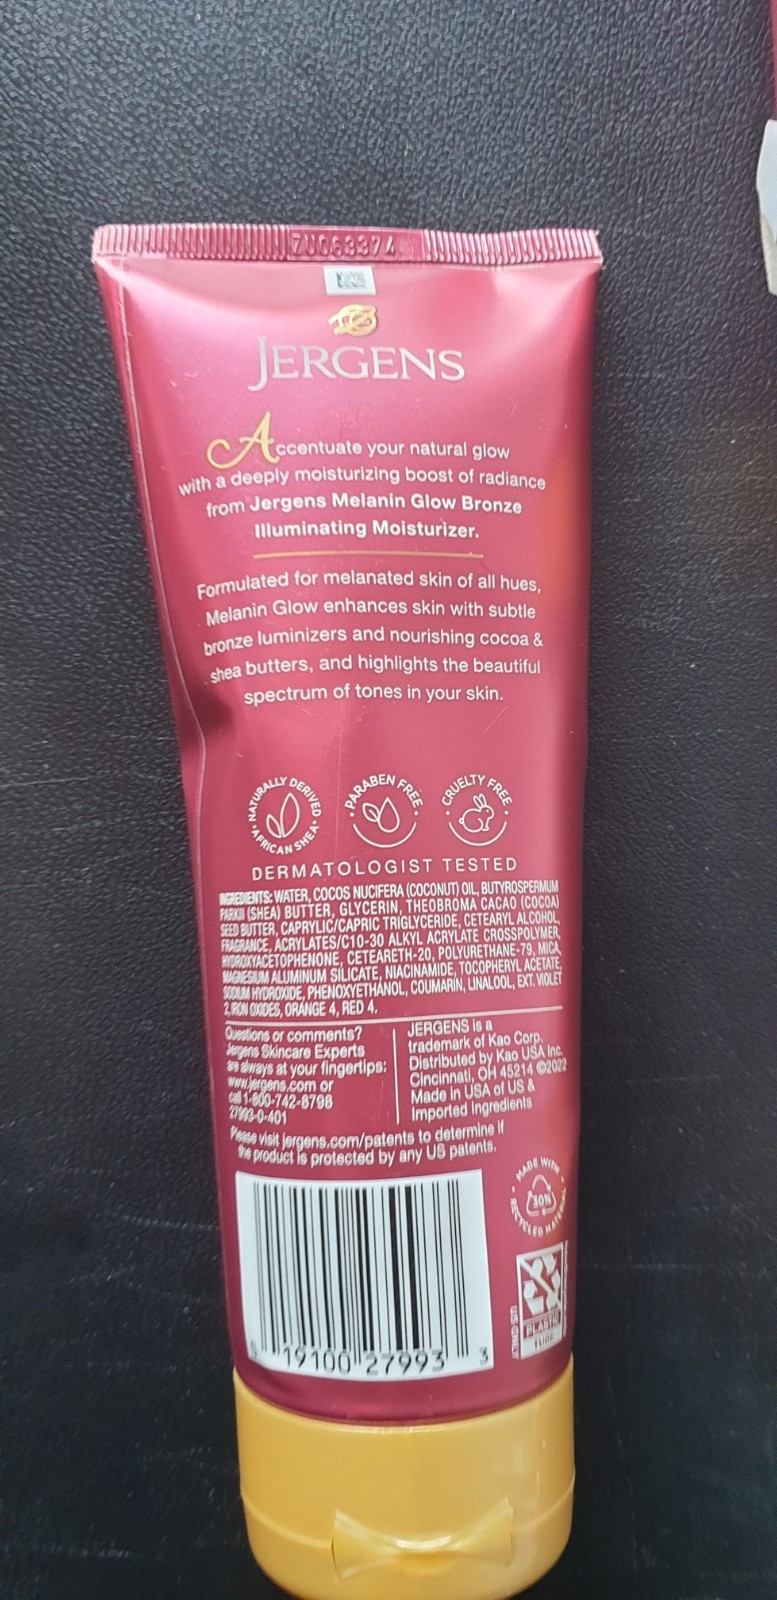 ZU063374
JERGENS
Accentuate your natural glow
with a deeply moisturizing boost of radiance
from Jergens Melanin Glow Bronze
Illuminating Moisturizer.
Formulated for melanated skin of all hues,
Melanin Glow enhances skin with subtle
bronze luminizers and nourishing cocoa &
shea butters, and highlights the beautiful
spectrum of tones in your skin.
NATURALLY DERIVED • AFRICAN SHEA •
• PARABEN FREE •
• CRUELTY FREE •
DERMATOLOGIST TESTED
INGREDIENTS: WATER, COCOS NUCIFERA (COCONUT) OIL, BUTYROSPERMUM
PARKII (SHEA) BUTTER, GLYCERIN, THEOBROMA CACAO (COCOA)
SEED BUTTER, CAPRYLIC/CAPRIC TRIGLYCERIDE, CETEARYL ALCOHOL,
FRAGRANCE, ACRYLATES/C10-30 ALKYL ACRYLATE CROSSPOLYMER,
HYDROXYACETOPHENONE, CETEARETH-20, POLYURETHANE-79, MICA,
MAGNESIUM ALUMINUM SILICATE, NIACINAMIDE, TOCOPHERYL ACETATE,
SODIUM HYDROXIDE, PHENOXYETHANOL, COUMARIN, LINALOOL, EXT. VIOLET
2, IRON OXIDES, ORANGE 4, RED 4.
Questions or comments?
Jergens Skincare Experts
are always at your fingertips:
www.jergens.com or
call 1-800-742-8798
27993-0-401
JERGENS is a
trademark of Kao Corp.
Distributed by Kao USA Inc.
Cincinnati, OH 45214 ©2022
Made in USA of US &
Imported Ingredients
Please visit jergens.com/patents to determine if
the product is protected by any US patents.
• MADE WITH • RECYCLED MATERIAL
30%
PLASTIC
TUBE
US ONLY
19100 27993 3